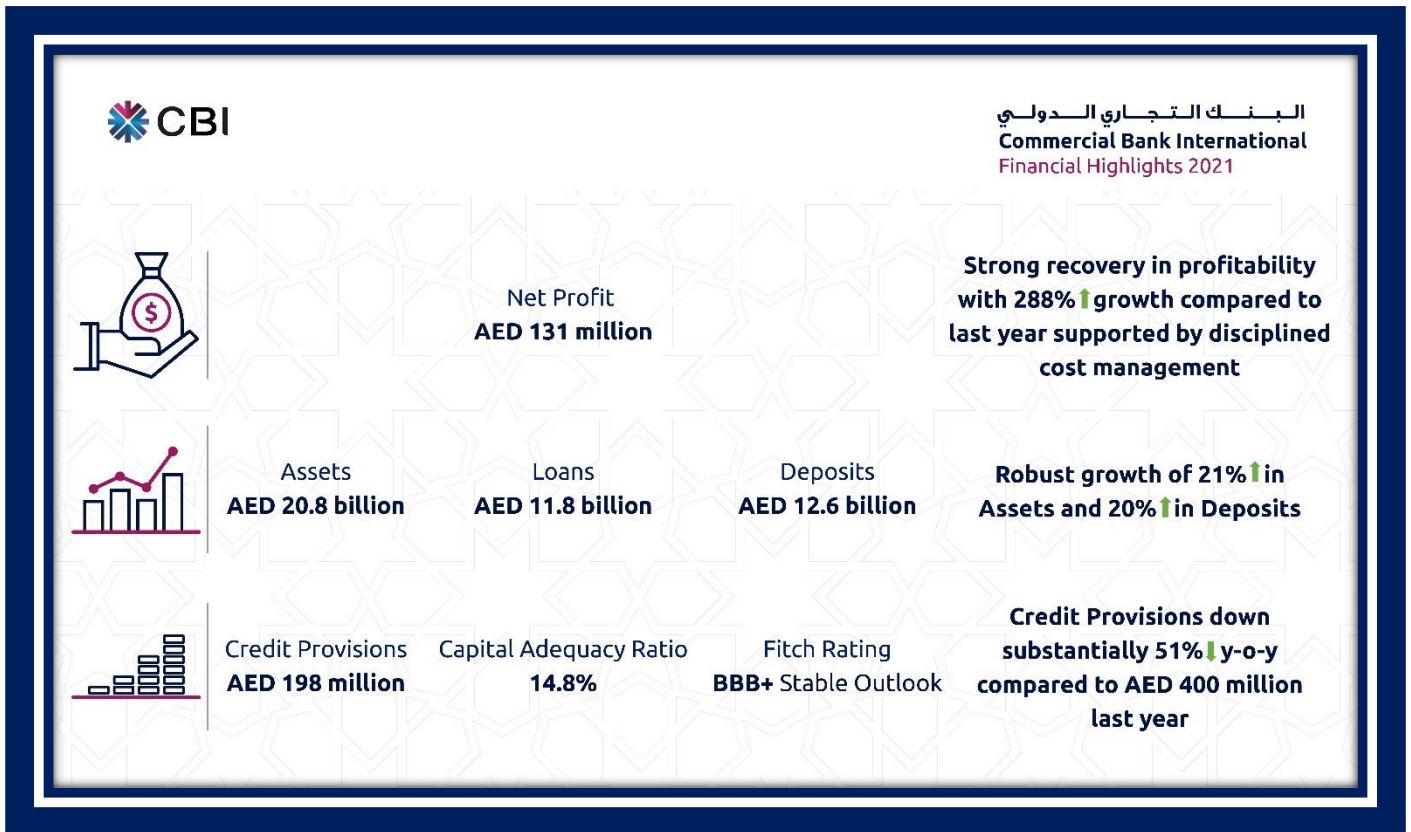 CBI
البنك التجاري الدولي
Commercial Bank International
Financial Highlights 2021
$
Net Profit
AED 131 million
Strong recovery in profitability
with 288% growth compared to
last year supported by disciplined
cost management
Assets
AED 20.8 billion
Loans
AED 11.8 billion
Deposits
AED 12.6 billion
Robust growth of 21% in
Assets and 20% in Deposits
Credit Provisions
AED 198 million
Capital Adequacy Ratio
14.8%
Fitch Rating
BBB+ Stable Outlook
Credit Provisions down
substantially 51% y-o-y
compared to AED 400 million
last year